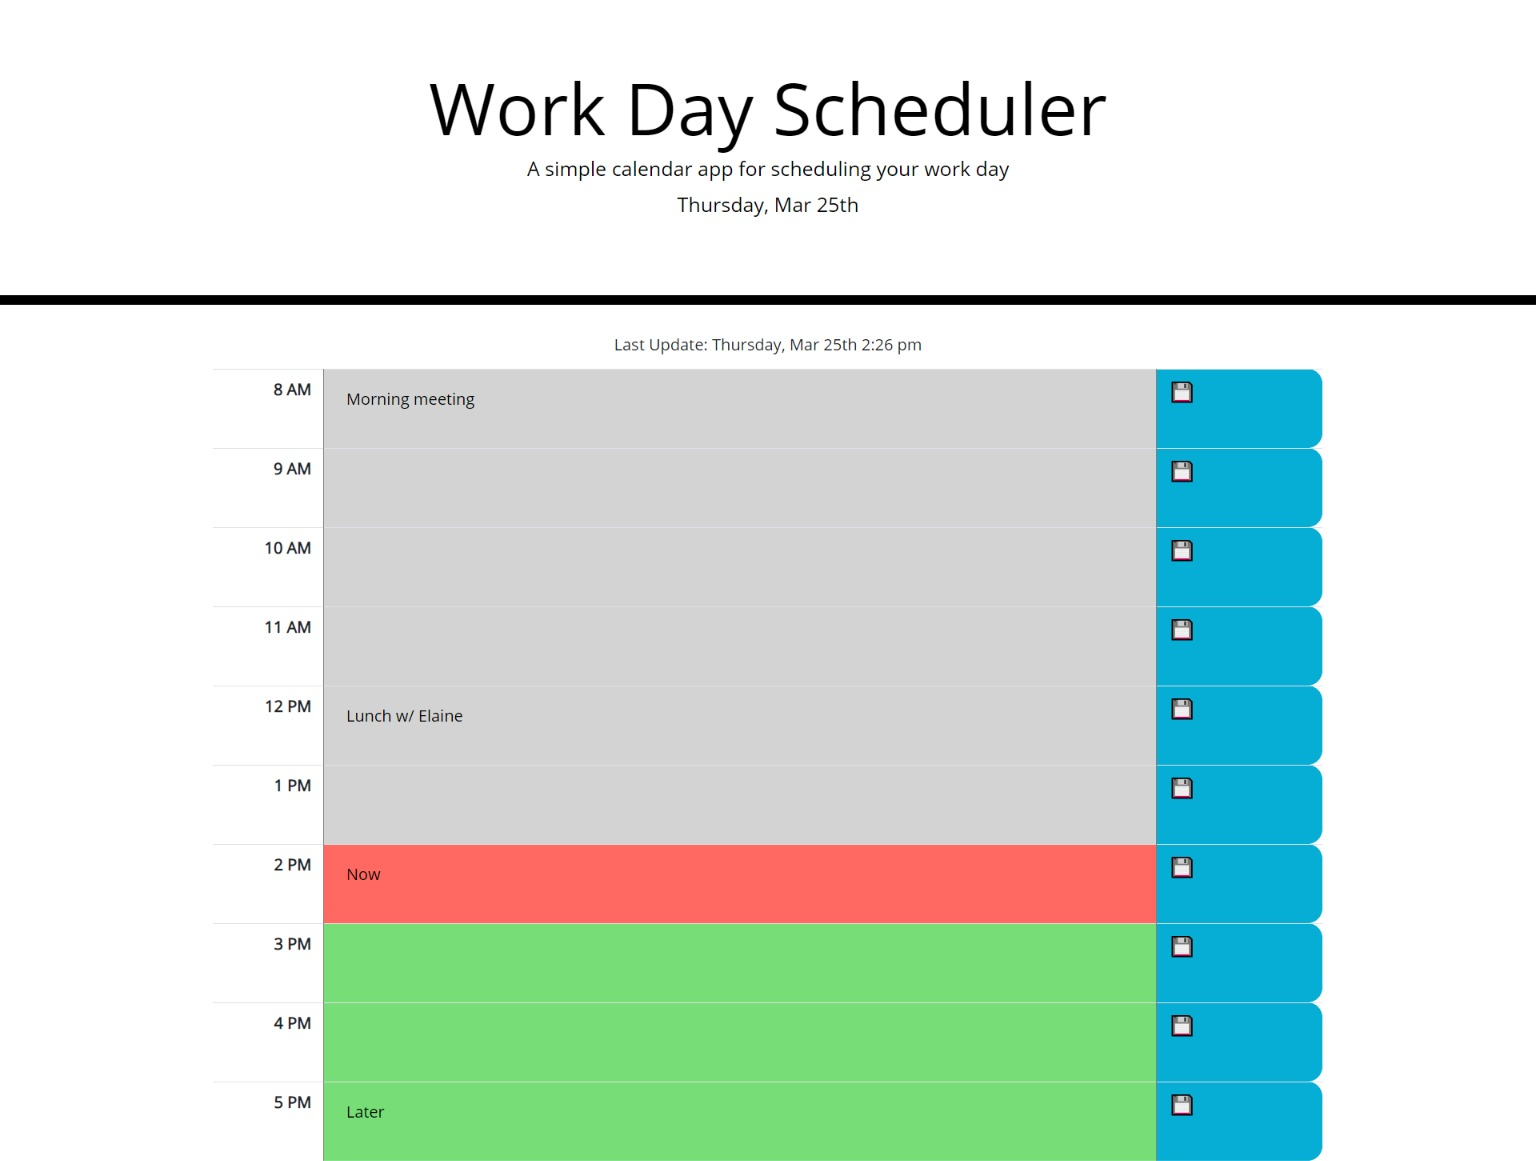 Work Day Scheduler
A simple calendar app for scheduling your work day
Thursday, Mar 25th
Last Update: Thursday, Mar 25th 2:26 pm
8 AM Morning meeting
9 AM
10 AM
11 AM
12 PM Lunch w/ Elaine
1 PM
2 PM Now
3 PM
4 PM
5 PM Later